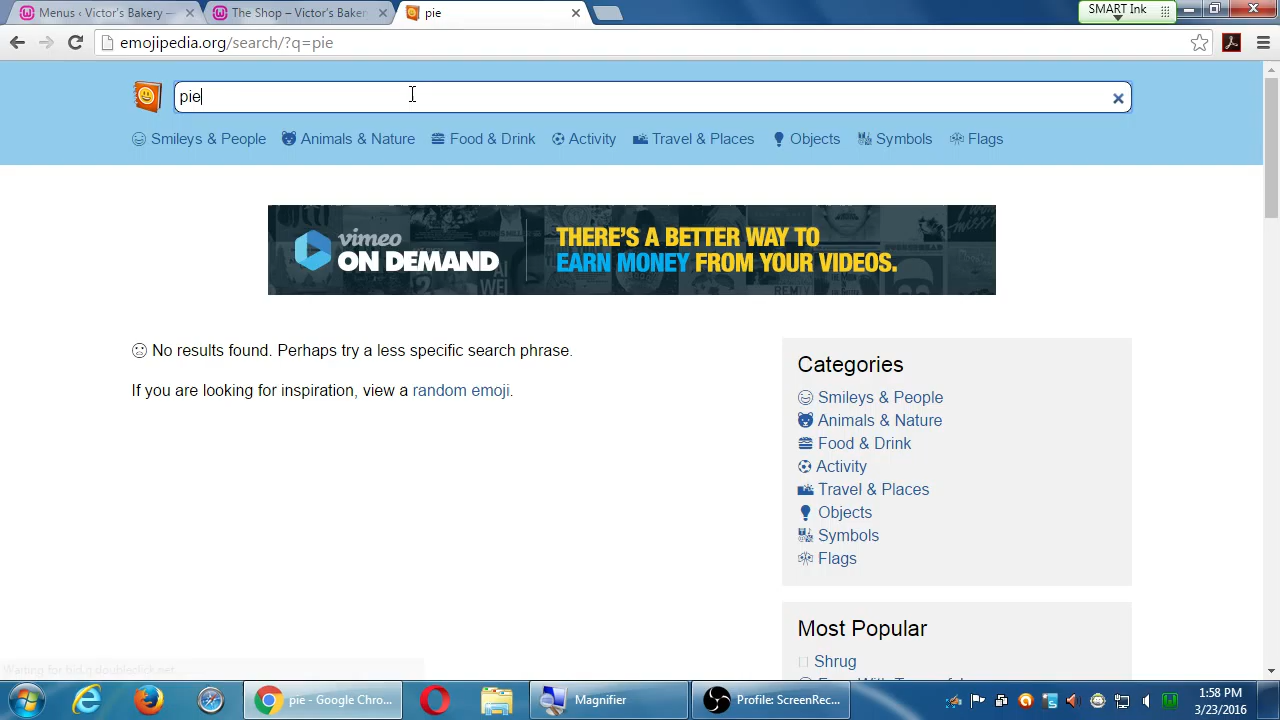 Menus ‹ Victor's Bakery —
The Shop – Victor's Baker
pie
SMART Ink
emojipedia.org/search/?q=pie
pie
Smileys & People
Animals & Nature
Food & Drink
Activity
Travel & Places
Objects
Symbols
Flags
vimeo
ON DEMAND
THERE'S A BETTER WAY TO
EARN MONEY FROM YOUR VIDEOS.
No results found. Perhaps try a less specific search phrase.
If you are looking for inspiration, view a random emoji.
Categories
Smileys & People
Animals & Nature
Food & Drink
Activity
Travel & Places
Objects
Symbols
Flags
Most Popular
Shrug
pie - Google Chro...
Magnifier
Profile: ScreenRec...
1:58 PM
3/23/2016